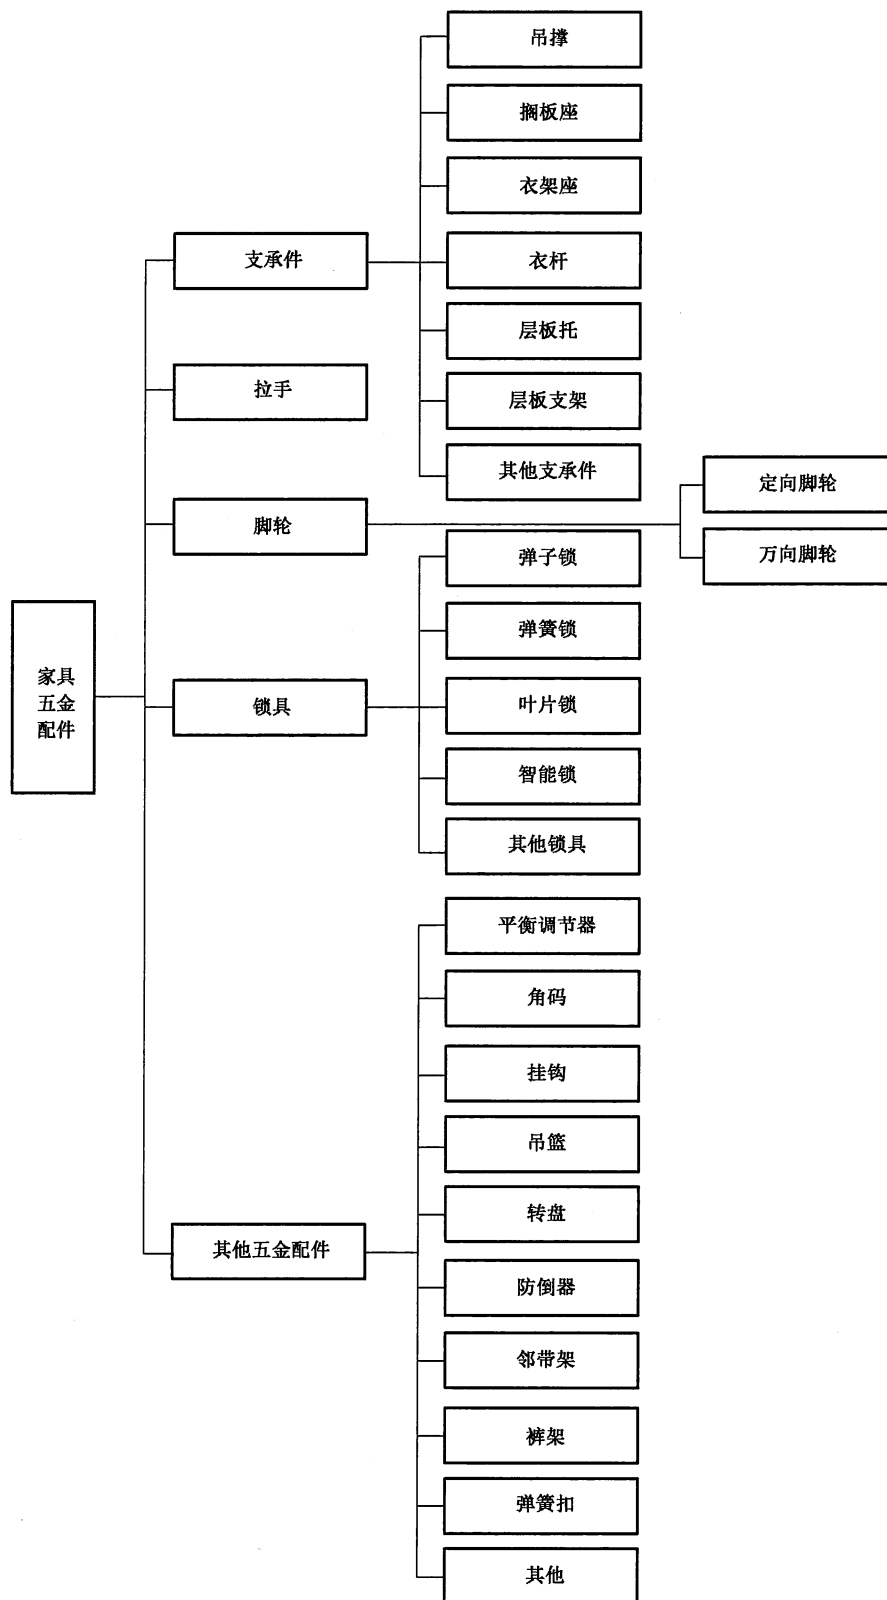 家具
五金
配件
支承件
吊撑
搁板座
衣架座
衣杆
层板托
层板支架
其他支承件
拉手
脚轮
定向脚轮
万向脚轮
锁具
弹子锁
弹簧锁
叶片锁
智能锁
其他锁具
其他五金配件
平衡调节器
角码
挂钩
吊篮
转盘
防倒器
邻带架
裤架
弹簧扣
其他